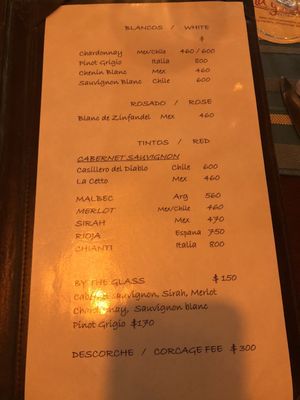 BLANCOS / WHITE
$
Chardonnay Mex/Chile 460/600
Pinot Grigio Italia 800
Chenin Blanc Mex 460
Sauvignon Blanc Chile 600
ROSADO / ROSE
Blanc de Zinfandel Mex 460
TINTOS / RED
CABERNET SAUVIGNON
Casillero del Diablo Chile 600
La Cetto Mex 460
MALBEC Arg 560
MERLOT Mex/Chile 460
SIRAH Mex 470
RIOJA Espana 750
CHIANTI Italia 800
BY THE GLASS $150
Cabernet sauvignon, Sirah, Merlot
Chardonnay, Sauvignon blanc
Pinot Grigio $170
DESCORCHE / CORCAGE FEE $300